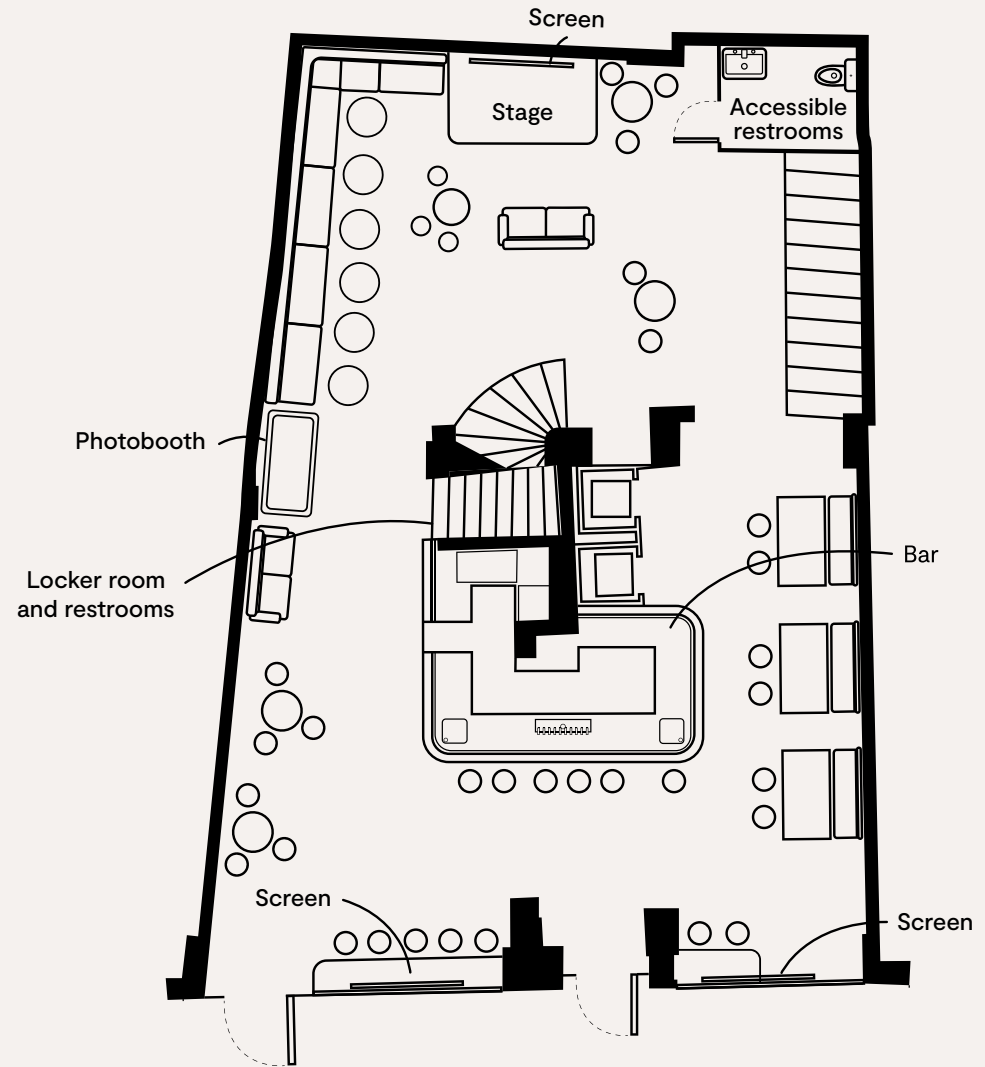 Screen
Stage
Accessible
restrooms
Photobooth
Bar
Locker room
and restrooms
Screen
Screen